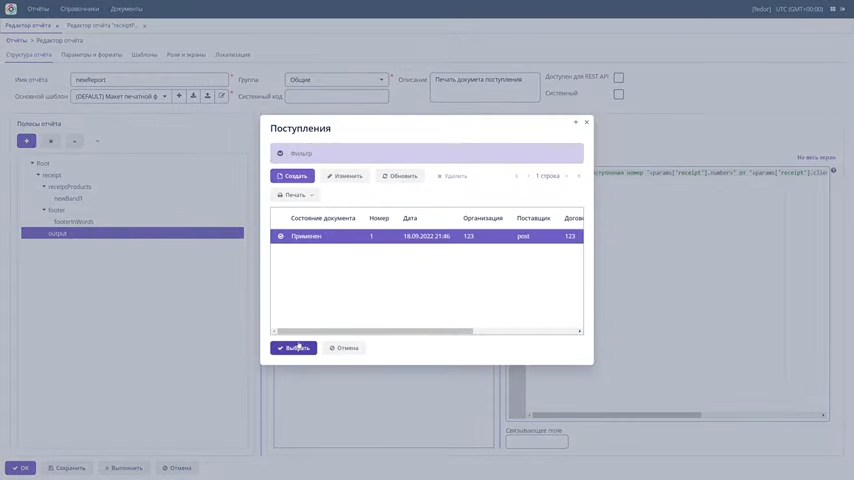 Отчёты Справочники Документы [fedor] UTC (GMT+00:00)
Редактор отчёта × Редактор отчёта "receiptP... ×
Отчёты > Редактор отчёта
Структура отчёта Параметры и форматы Шаблоны Роли и экраны Локализация
Имя отчёта newReport * Группа Общие * Описание Печать докумета поступления Доступен для REST API
Основной шаблон (DEFAULT) Макет печатной ф * Системный код Системный
Полосы отчёта
На весь экран
Root
receipt
receiptProducts
newBand1
footer
footerInWords
output
оступления номер "+params['receipt'].number+" от "+params['receipt'].
Поступления
Фильтр
Создать Изменить Обновить Удалить 1 строка
Печать
Состояние документа Номер Дата Организация Поставщик Догов
Применен 1 18.09.2022 21:46 123 post 123
Выбрать Отмена
Связывающее поле
OK Сохранить Выполнить Отмена